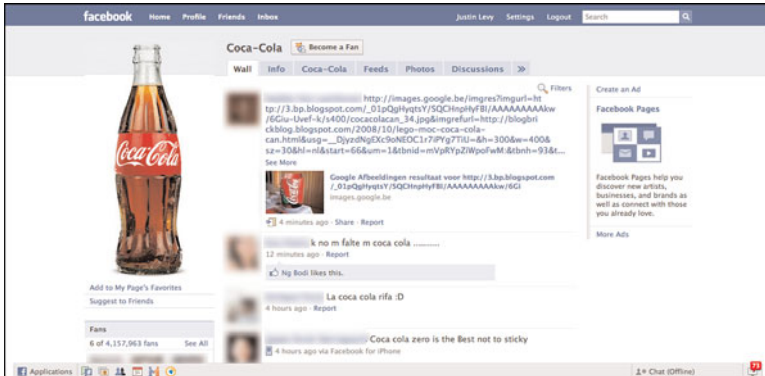 facebook Home Profile Friends Inbox Justin Levy Settings Logout Search
Coca-Cola Become a Fan
Wall Info Coca-Cola Feeds Photos Discussions »
Filters
http://images.google.be/imgres?imgurl=ht
tp://3.bp.blogspot.com/_01pQgHyqtsY/SQCHnpHyFBI/AAAAAAAAAkw
/6Giu-Uvef-k/s400/cocacolacan_34.jpg&imgrefurl=http://blogbri
ckblog.blogspot.com/2008/10/lego-moc-coca-cola-
can.html&usg=__DjyzdNgEXc9oNEOC1r7iPYg7TiU=&h=300&w=400&
sz=30&hl=nl&start=66&um=1&tbnid=mVpRYpZiWpoFwM:&tbnh=93&t...
See More
Google Afbeeldingen resultaat voor http://3.bp.blogspot.com
/_01pQgHyqtsY/SQCHnpHyFBI/AAAAAAAAAkw/6Gi
images.google.be
4 minutes ago · Share · Report
k no m falte m coca cola ..........
12 minutes ago · Report
Ng Bodi likes this.
La coca cola rifa :D
4 hours ago · Report
Coca cola zero is the Best not to sticky
4 hours ago via Facebook for iPhone
Coca-Cola
Add to My Page's Favorites
Suggest to Friends
Fans
6 of 4,157,963 fans See All
Create an Ad
Facebook Pages
Facebook Pages help you
discover new artists,
businesses, and brands as
well as connect with those
you already love.
More Ads
Applications
Chat (Offline)
73